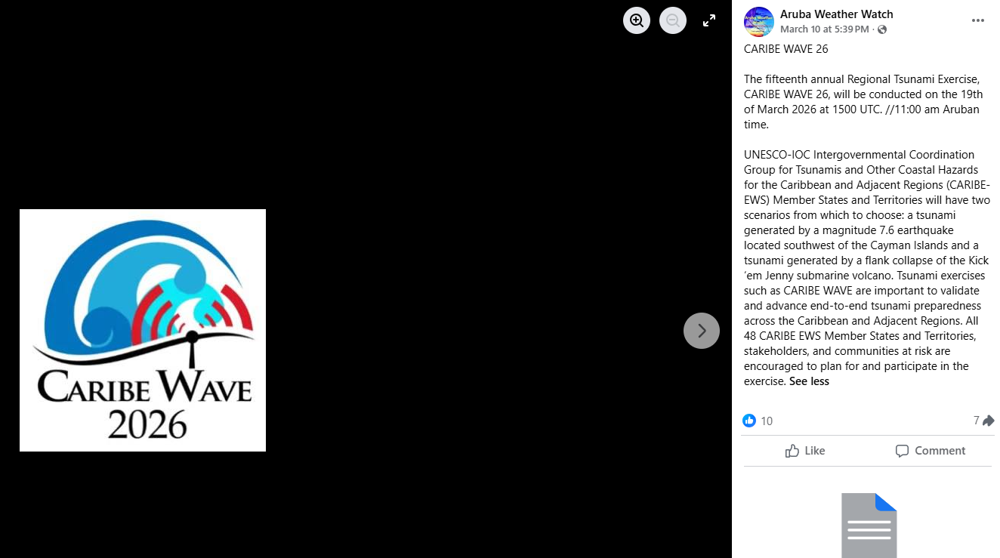 CARIBE WAVE
2026
Aruba Weather Watch
March 10 at 5:39 PM ·
CARIBE WAVE 26
The fifteenth annual Regional Tsunami Exercise,
CARIBE WAVE 26, will be conducted on the 19th
of March 2026 at 1500 UTC. //11:00 am Aruban
time.
UNESCO-IOC Intergovernmental Coordination
Group for Tsunamis and Other Coastal Hazards
for the Caribbean and Adjacent Regions (CARIBE-
EWS) Member States and Territories will have two
scenarios from which to choose: a tsunami
generated by a magnitude 7.6 earthquake
located southwest of the Cayman Islands and a
tsunami generated by a flank collapse of the Kick
‘em Jenny submarine volcano. Tsunami exercises
such as CARIBE WAVE are important to validate
and advance end-to-end tsunami preparedness
across the Caribbean and Adjacent Regions. All
48 CARIBE EWS Member States and Territories,
stakeholders, and communities at risk are
encouraged to plan for and participate in the
exercise. See less
10
7
Like
Comment